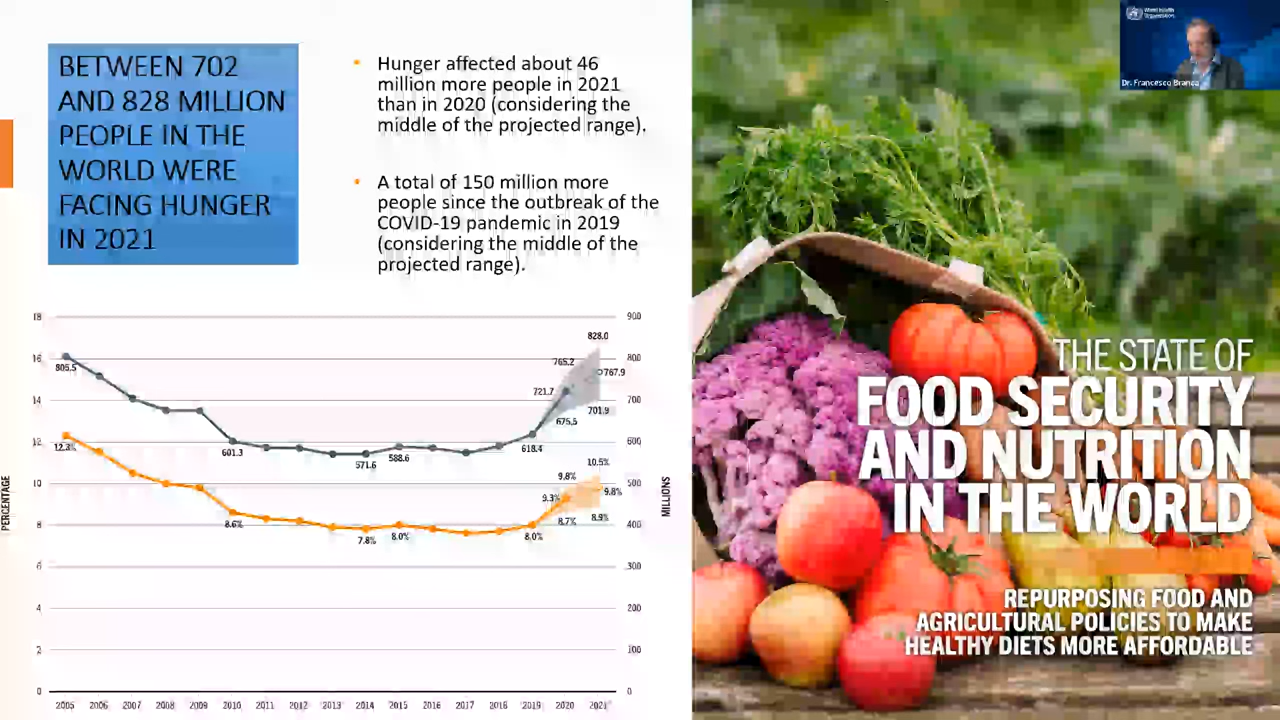 BETWEEN 702
AND 828 MILLION
PEOPLE IN THE
WORLD WERE
FACING HUNGER
IN 2021
• Hunger affected about 46
million more people in 2021
than in 2020 (considering the
middle of the projected range).
• A total of 150 million more
people since the outbreak of the
COVID-19 pandemic in 2019
(considering the middle of the
projected range).
18 900
828.0
16 800
805.5 765.2 767.9
14 721.7 700
675.5 701.9
12 600
12.3% 601.3 571.6 588.6 618.4
10.5%
10 500
9.8% 9.3% 9.8%
8.6% 8.7% 8.9%
8 400
7.8% 8.0% 8.0%
6 300
4 200
2 100
0 0
PERCENTAGE
MILLIONS
2005 2006 2007 2008 2009 2010 2011 2012 2013 2014 2015 2016 2017 2018 2019 2020 2021*
World Health
Organization
Dr. Francesco Branca
THE STATE OF
FOOD SECURITY
AND NUTRITION
IN THE WORLD
REPURPOSING FOOD AND
AGRICULTURAL POLICIES TO MAKE
HEALTHY DIETS MORE AFFORDABLE